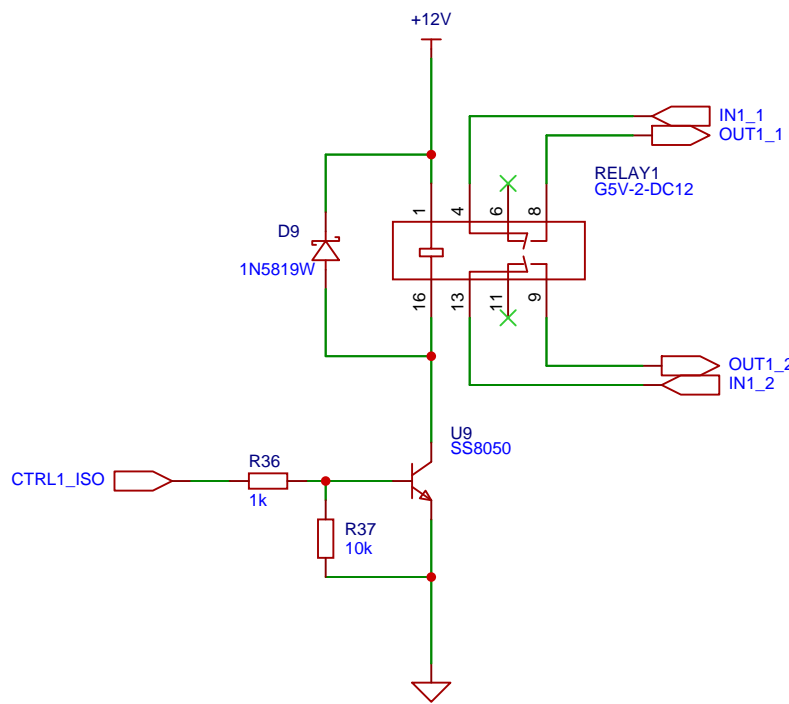 +12V
IN1_1
OUT1_1
RELAY1
G5V-2-DC12
1
4
6
8
D9
1N5819W
16
13
11
9
OUT1_2
IN1_2
U9
SS8050
CTRL1_ISO
R36
1k
R37
10k